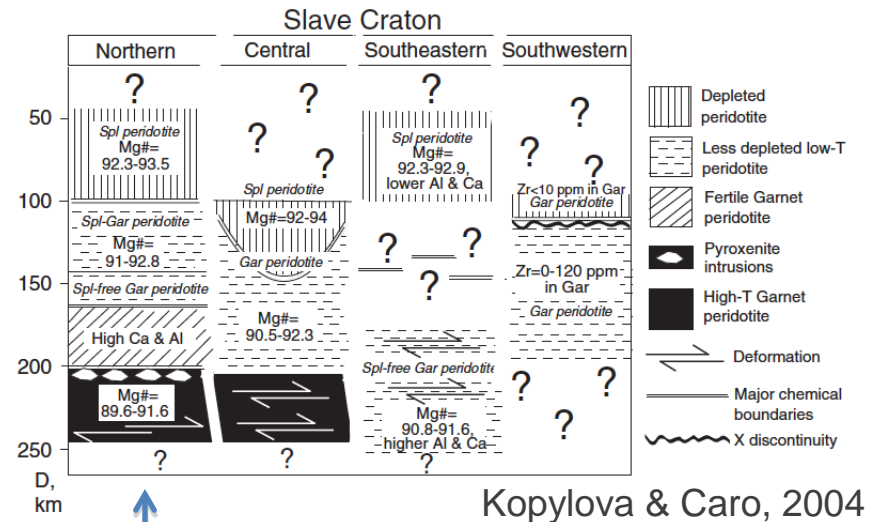 Slave Craton
Northern
Central
Southeastern
Southwestern
?
Spl peridotite
Mg#=
92.3-93.5
Spl-Gar peridotite
Mg#=
91-92.8
Spl-free Gar peridotite
High Ca & Al
Mg#=
89.6-91.6
?
?
?
?
Spl peridotite
Mg#=92-94
Gar peridotite
Mg#=
90.5-92.3
?
?
Spl peridotite
Mg#=
92.3-92.9,
lower Al & Ca
?
?
?
Spl-free Gar peridotite
Mg#=
90.8-91.6,
higher Al & Ca
?
?
?
?
Zr<10 ppm in Gar
Gar peridotite
Zr=0-120 ppm
in Gar
Gar peridotite
?
?
?
50
100
150
200
250
D,
km
Depleted
peridotite
Less depleted low-T
peridotite
Fertile Garnet
peridotite
Pyroxenite
intrusions
High-T Garnet
peridotite
Deformation
Major chemical
boundaries
X discontinuity
Kopylova & Caro, 2004